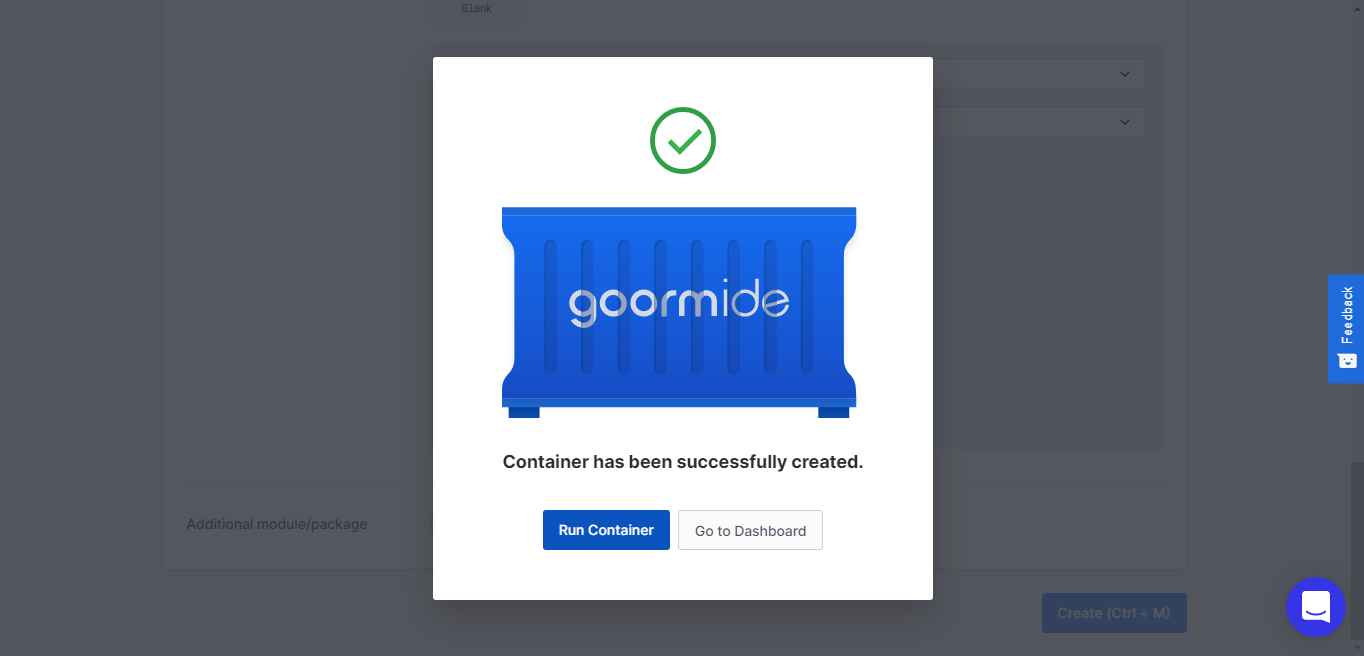 Blank
goormide
Container has been successfully created.
Run Container
Go to Dashboard
Additional module/package
Create (Ctrl + M)
Feedback